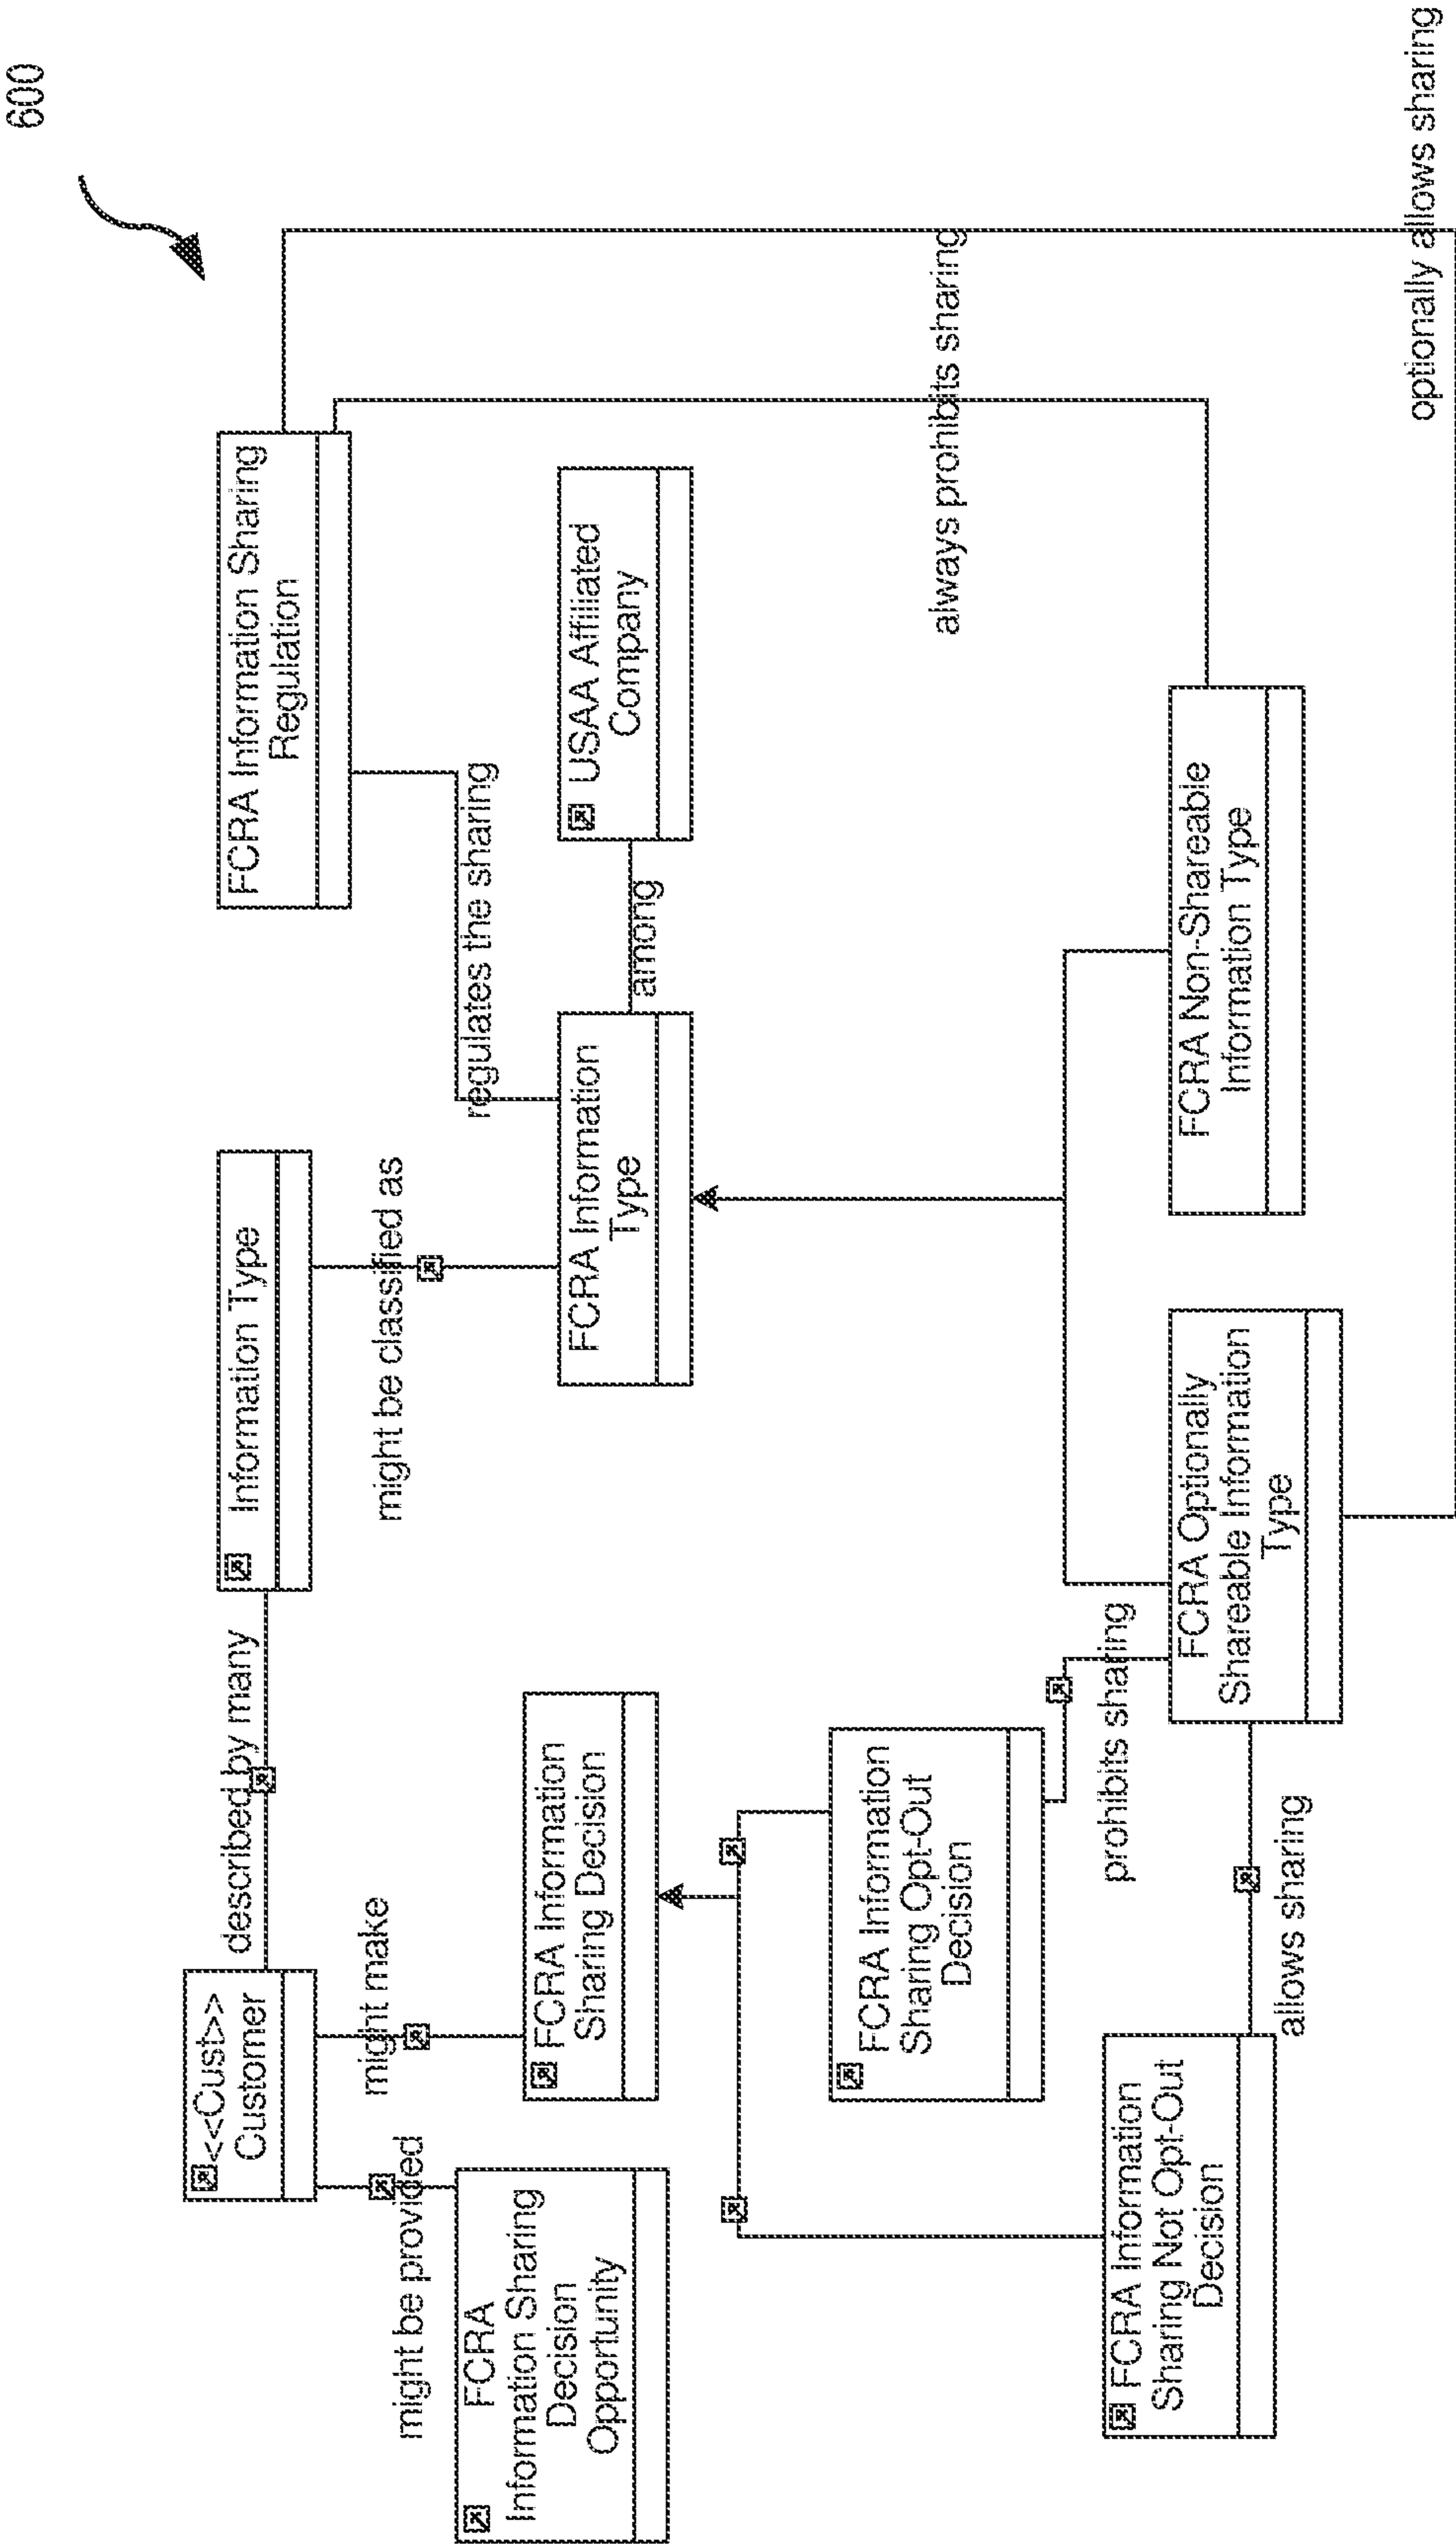 600
<<Cust>>
Customer
described by many
Information Type
FCRA Information Sharing
Regulation
might be provided
might make
might be classified as
regulates the sharing
FCRA
Information Sharing
Decision
Opportunity
FCRA Information
Sharing Decision
FCRA Information
Type
among
USAA Affiliated
Company
always prohibits sharing
FCRA Information
Sharing Opt-Out
Decision
prohibits sharing
FCRA Information
Sharing Not Opt-Out
Decision
allows sharing
FCRA Optionally
Shareable Information
Type
FCRA Non-Shareable
Information Type
optionally allows sharing